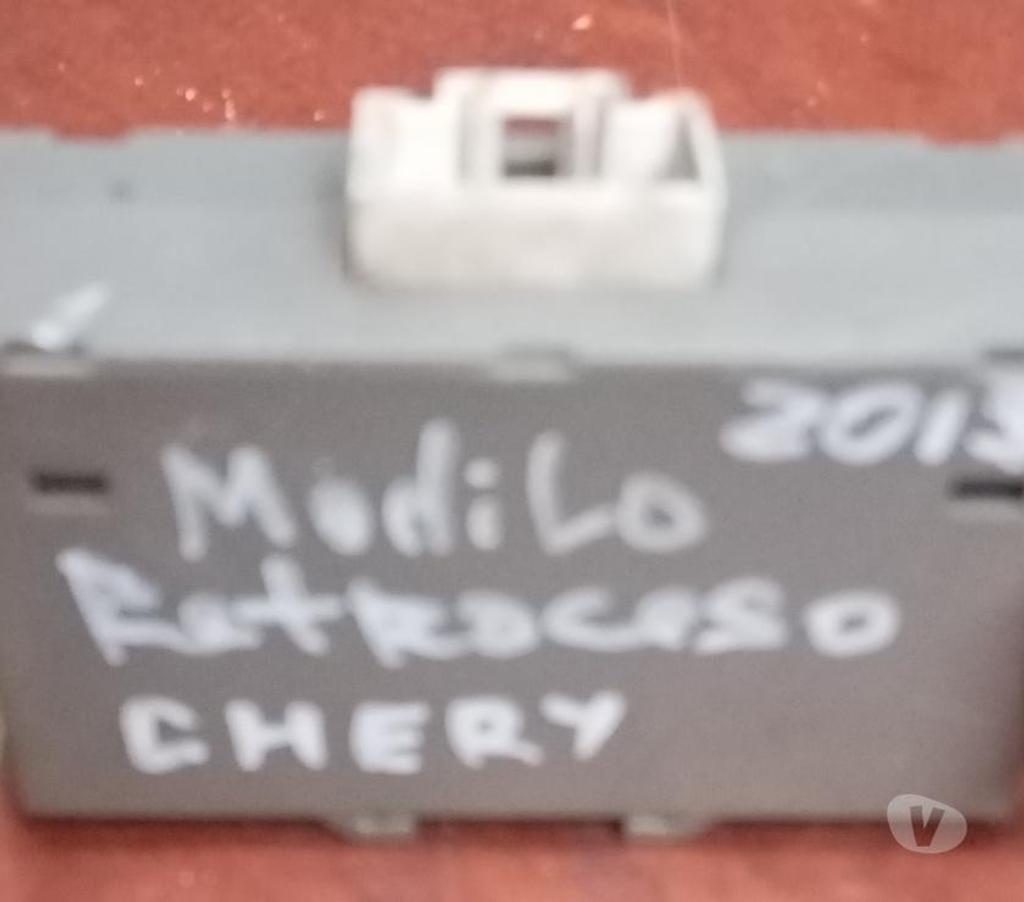 2013
Modilo
Retroceso
CHERY
V